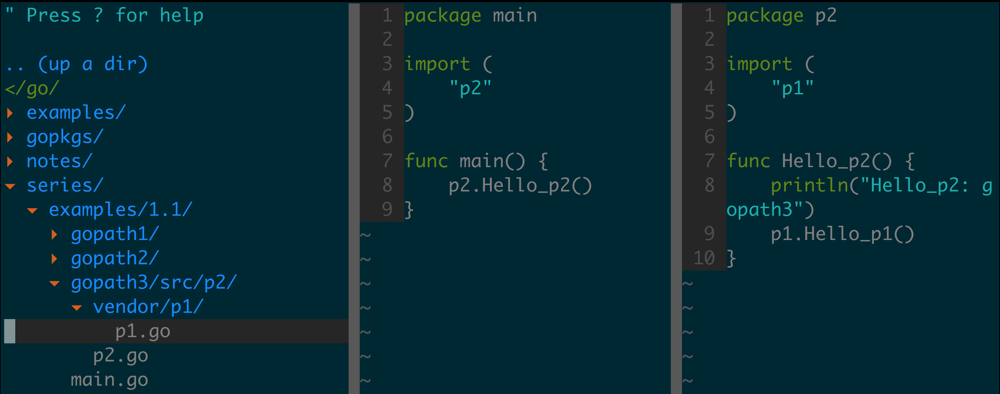 " Press ? for help
.. (up a dir)
</go/
▸ examples/
▸ gopkgs/
▸ notes/
▾ series/
▾ examples/1.1/
▸ gopath1/
▸ gopath2/
▾ gopath3/src/p2/
▾ vendor/p1/
p1.go
p2.go
main.go
1 package main
2
3 import (
4     "p2"
5 )
6
7 func main() {
8     p2.Hello_p2()
9 }
~
~
~
~
~
~
~
1 package p2
2
3 import (
4     "p1"
5 )
6
7 func Hello_p2() {
8     println("Hello_p2: g
opath3")
9     p1.Hello_p1()
10 }
~
~
~
~
~